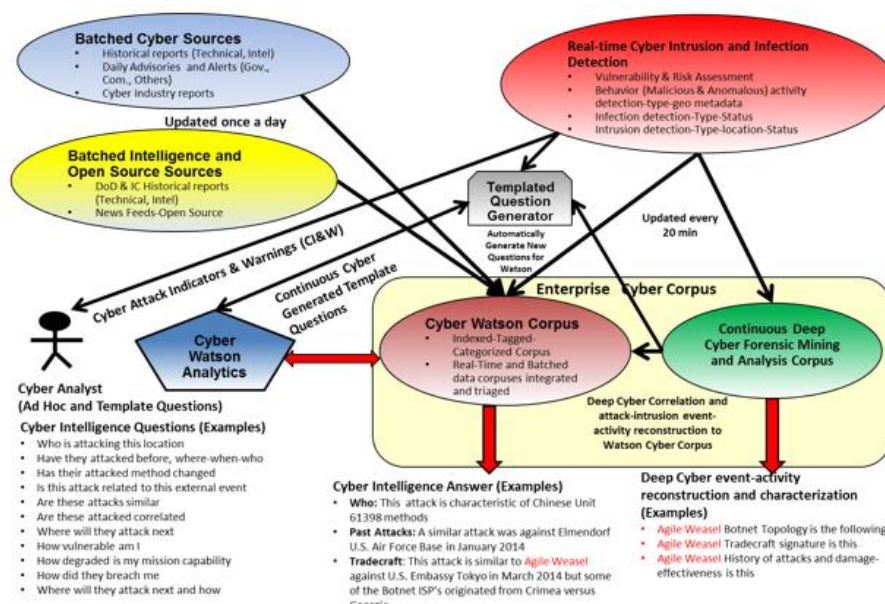 Batched Cyber Sources
• Historical reports (Technical, Intel)
• Daily Advisories and Alerts (Gov.,
Com., Others)
• Cyber Industry reports
Updated once a day
Batched Intelligence and
Open Source Sources
• DoD & IC Historical reports
(Technical, Intel)
• News Feeds-Open Source
Real-time Cyber Intrusion and Infection
Detection
• Vulnerability & Risk Assessment
• Behavior (Malicious & Anomalous) activity
detection-type-geo metadata
• Infection detection-Type-Status
• Intrusion detection-Type-location-Status
Templated
Question
Generator
Automatically
Generate New
Questions for
Watson
Updated every
20 min
Cyber Attack Indicators & Warnings (CI&W)
Continuous Cyber
Generated Template
Questions
Enterprise Cyber Corpus
Cyber
Watson
Analytics
Cyber Watson Corpus
• Indexed-Tagged-
Categorized Corpus
• Real-Time and Batched
data corpuses integrated
and triaged
Continuous Deep
Cyber Forensic Mining
and Analysis Corpus
Deep Cyber Correlation and
attack-intrusion event-
activity reconstruction to
Watson Cyber Corpus
Cyber Analyst
(Ad Hoc and Template Questions)
Cyber Intelligence Questions (Examples)
• Who is attacking this location
• Have they attacked before, where-when-who
• Has their attacked method changed
• Is this attack related to this external event
• Are these attacks similar
• Are these attacked correlated
• Where will they attack next
• How vulnerable am I
• How degraded is my mission capability
• How did they breach me
• Where will they attack next and how
Cyber Intelligence Answer (Examples)
• Who: This attack is characteristic of Chinese Unit
61398 methods
• Past Attacks: A similar attack was against Elmendorf
U.S. Air Force Base in January 2014
• Tradecraft: This attack is similar to Agile Weasel
against U.S. Embassy Tokyo in March 2014 but some
of the Botnet ISP's originated from Crimea versus
Deep Cyber event-activity
reconstruction and characterization
(Examples)
• Agile Weasel Botnet Topology is the following
• Agile Weasel Tradecraft signature is this
• Agile Weasel History of attacks and damage-
effectiveness is this